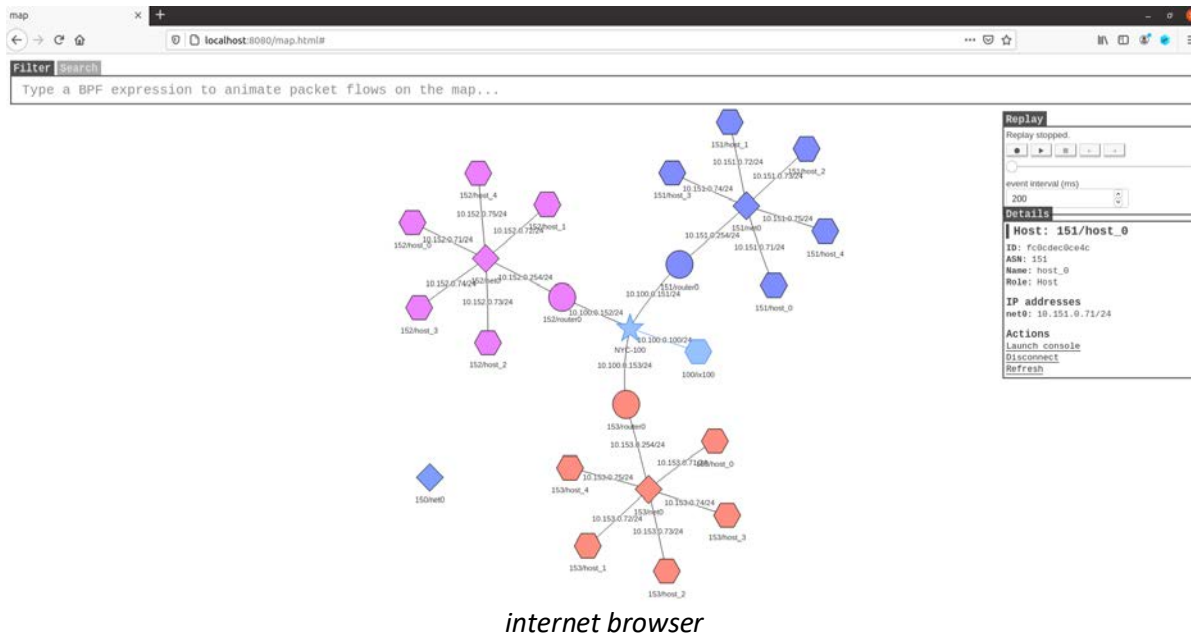 map
localhost:8080/map.html#
Filter Search
Type a BPF expression to animate packet flows on the map...
Replay
Replay stopped.
event interval (ms)
200
Details
Host: 151/host_0
ID: fc0cdec0ce4c
ASN: 151
Name: host_0
Role: Host
IP addresses
net0: 10.151.0.71/24
Actions
Launch console
Disconnect
Refresh
151/host_1
10.151.0.72/24
151/host_2
10.151.0.73/24
151/host_3
10.151.0.74/24
10.151.0.75/24
151/net0
151/host_4
10.151.0.254/24
10.151.0.71/24
151/router0
151/host_0
10.100.0.151/24
152/host_4
10.152.0.75/24
152/host_1
10.152.0.72/24
152/host_0
10.152.0.71/24
152/net0
10.152.0.254/24
10.152.0.74/24
10.152.0.73/24
152/router0
10.100.0.152/24
152/host_3
152/host_2
NYC-100
10.100.0.100/24
100/ix100
10.100.0.153/24
153/router0
10.153.0.254/24
10.153.0.71/24
153/host_0
10.153.0.75/24
153/host_4
153/net0
10.153.0.74/24
10.153.0.72/24
10.153.0.73/24
153/host_3
153/host_1
153/host_2
150/net0
internet browser